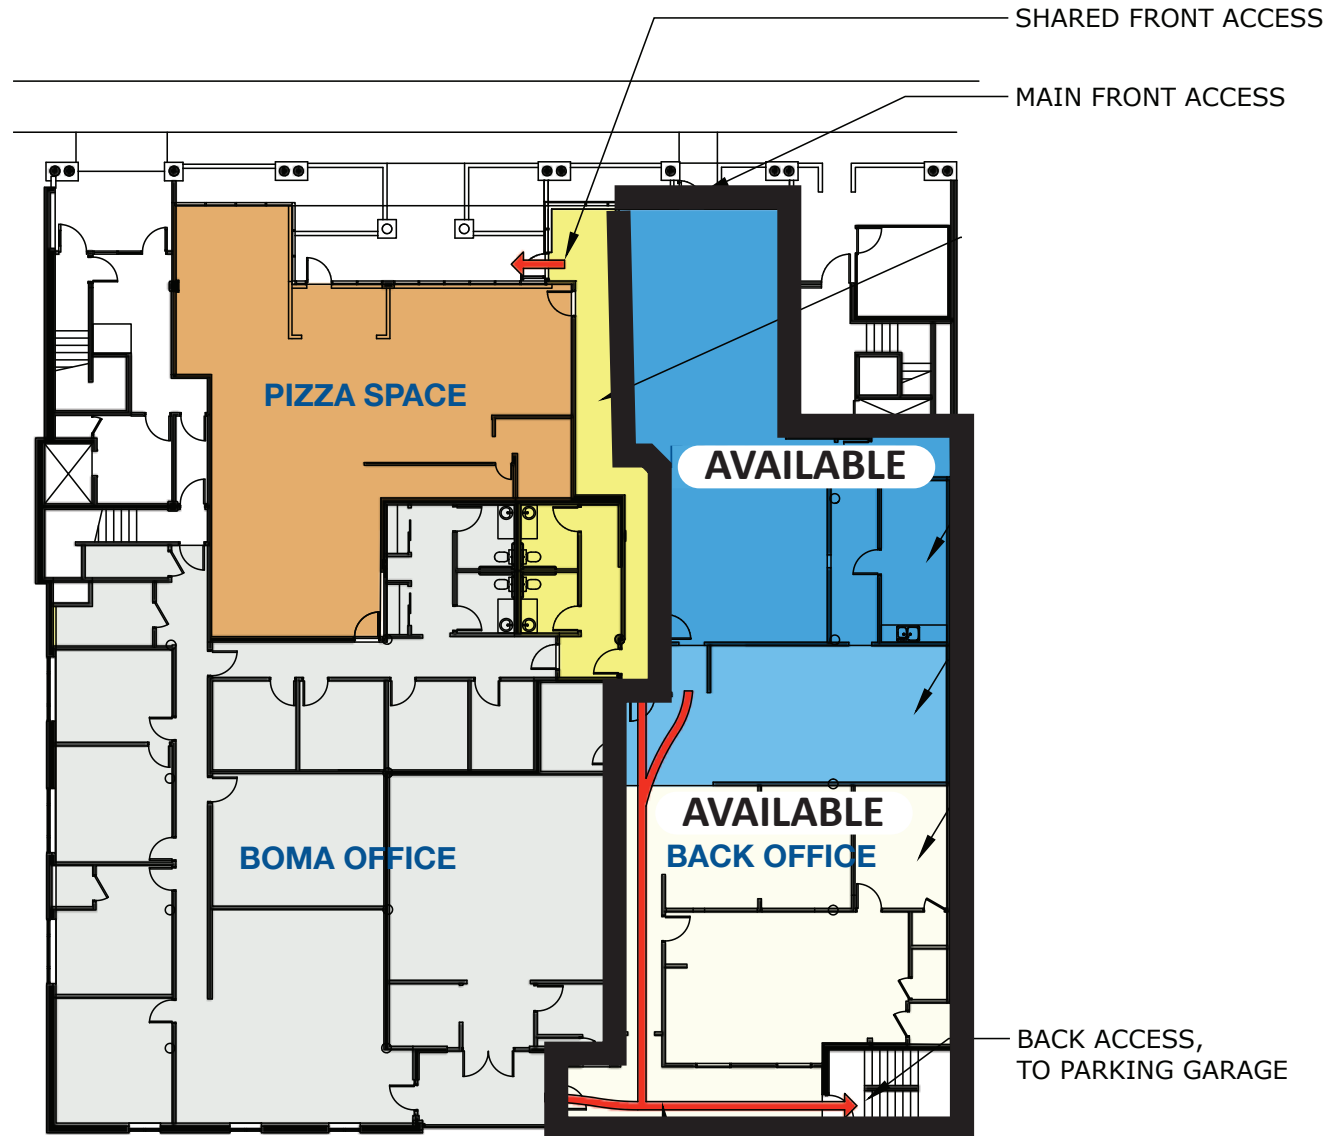 SHARED FRONT ACCESS
MAIN FRONT ACCESS
PIZZA SPACE
AVAILABLE
AVAILABLE
BACK OFFICE
BOMA OFFICE
BACK ACCESS,
TO PARKING GARAGE